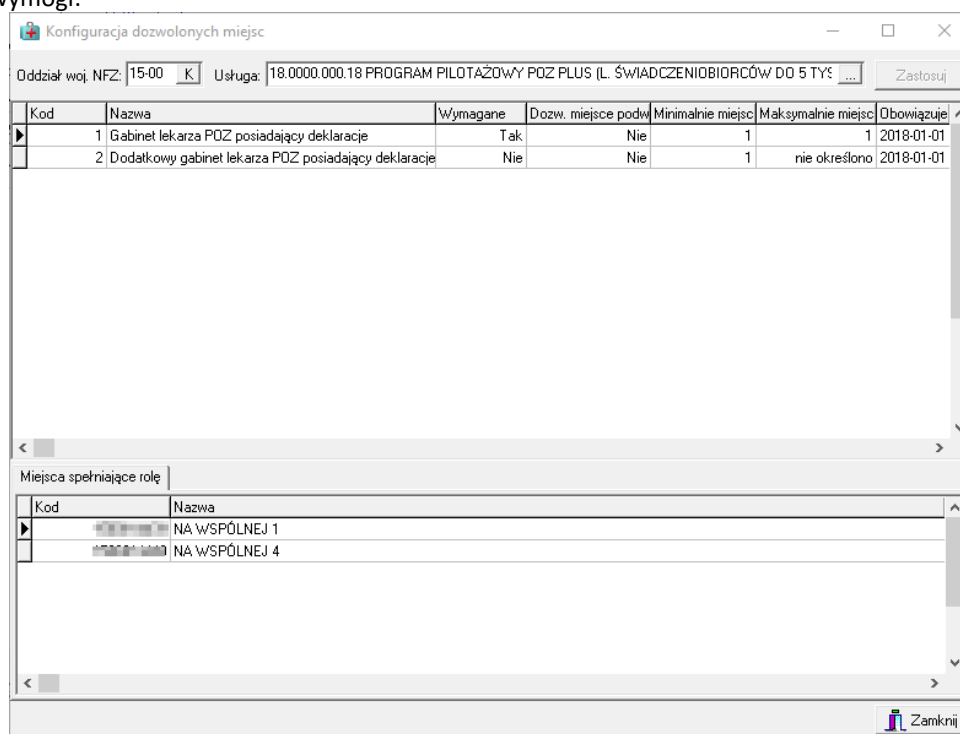 wymogi.
Konfiguracja dozwolonych miejsc
Oddział woj. NFZ: 15-00 K Usługa: 18.0000.000.18 PROGRAM PILOTAŻOWY POZ PLUS (L. ŚWIADCZENIOBIORCÓW DO 5 TYS ... Zastosuj
Kod Nazwa Wymagane Dozw. miejsce podw Minimalnie miejsc Maksymalnie miejsc Obowiązuje
1 Gabinet lekarza POZ posiadający deklaracje Tak Nie 1 1 2018-01-01
2 Dodatkowy gabinet lekarza POZ posiadający deklaracje Nie Nie 1 nie określono 2018-01-01
Miejsca spełniające rolę
Kod Nazwa
NA WSPÓLNEJ 1
NA WSPÓLNEJ 4
Zamknij